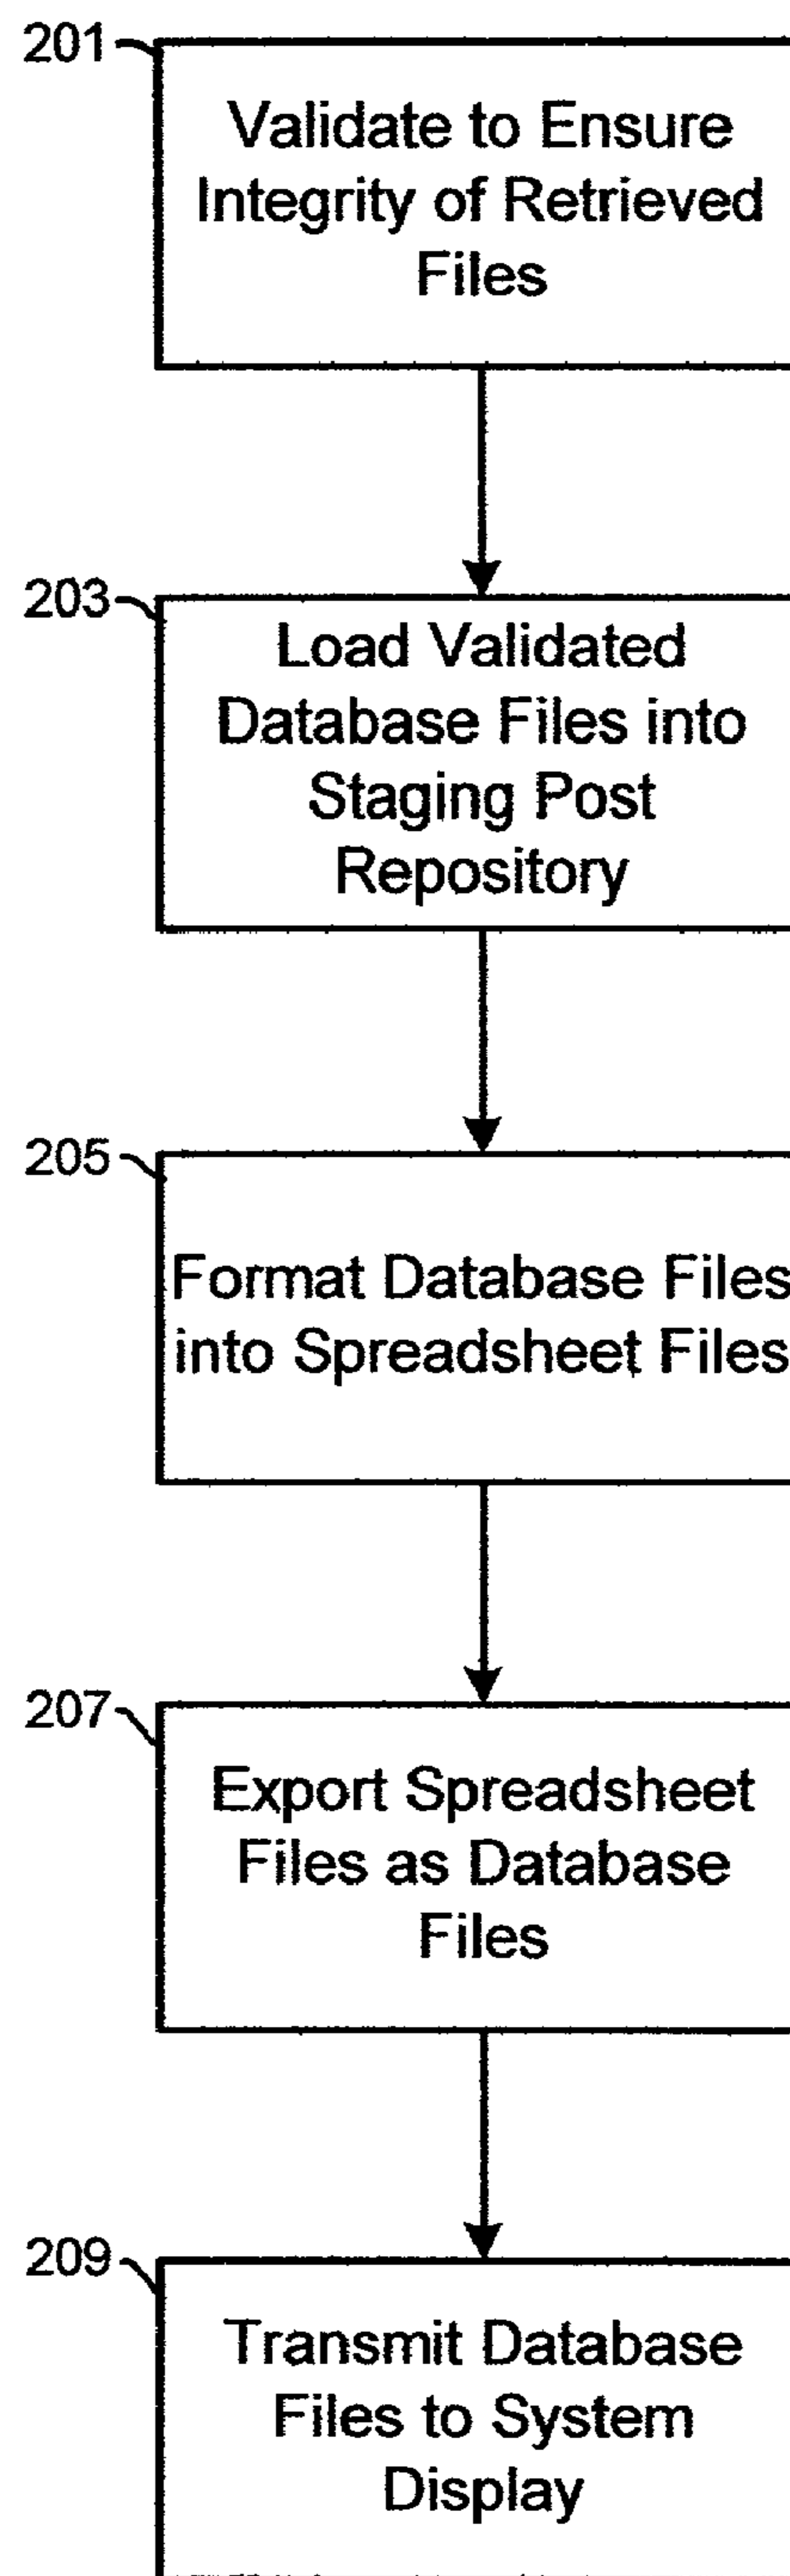 201
Validate to Ensure
Integrity of Retrieved
Files
203
Load Validated
Database Files into
Staging Post
Repository
205
Format Database Files
into Spreadsheet Files
207
Export Spreadsheet
Files as Database
Files
209
Transmit Database
Files to System
Display